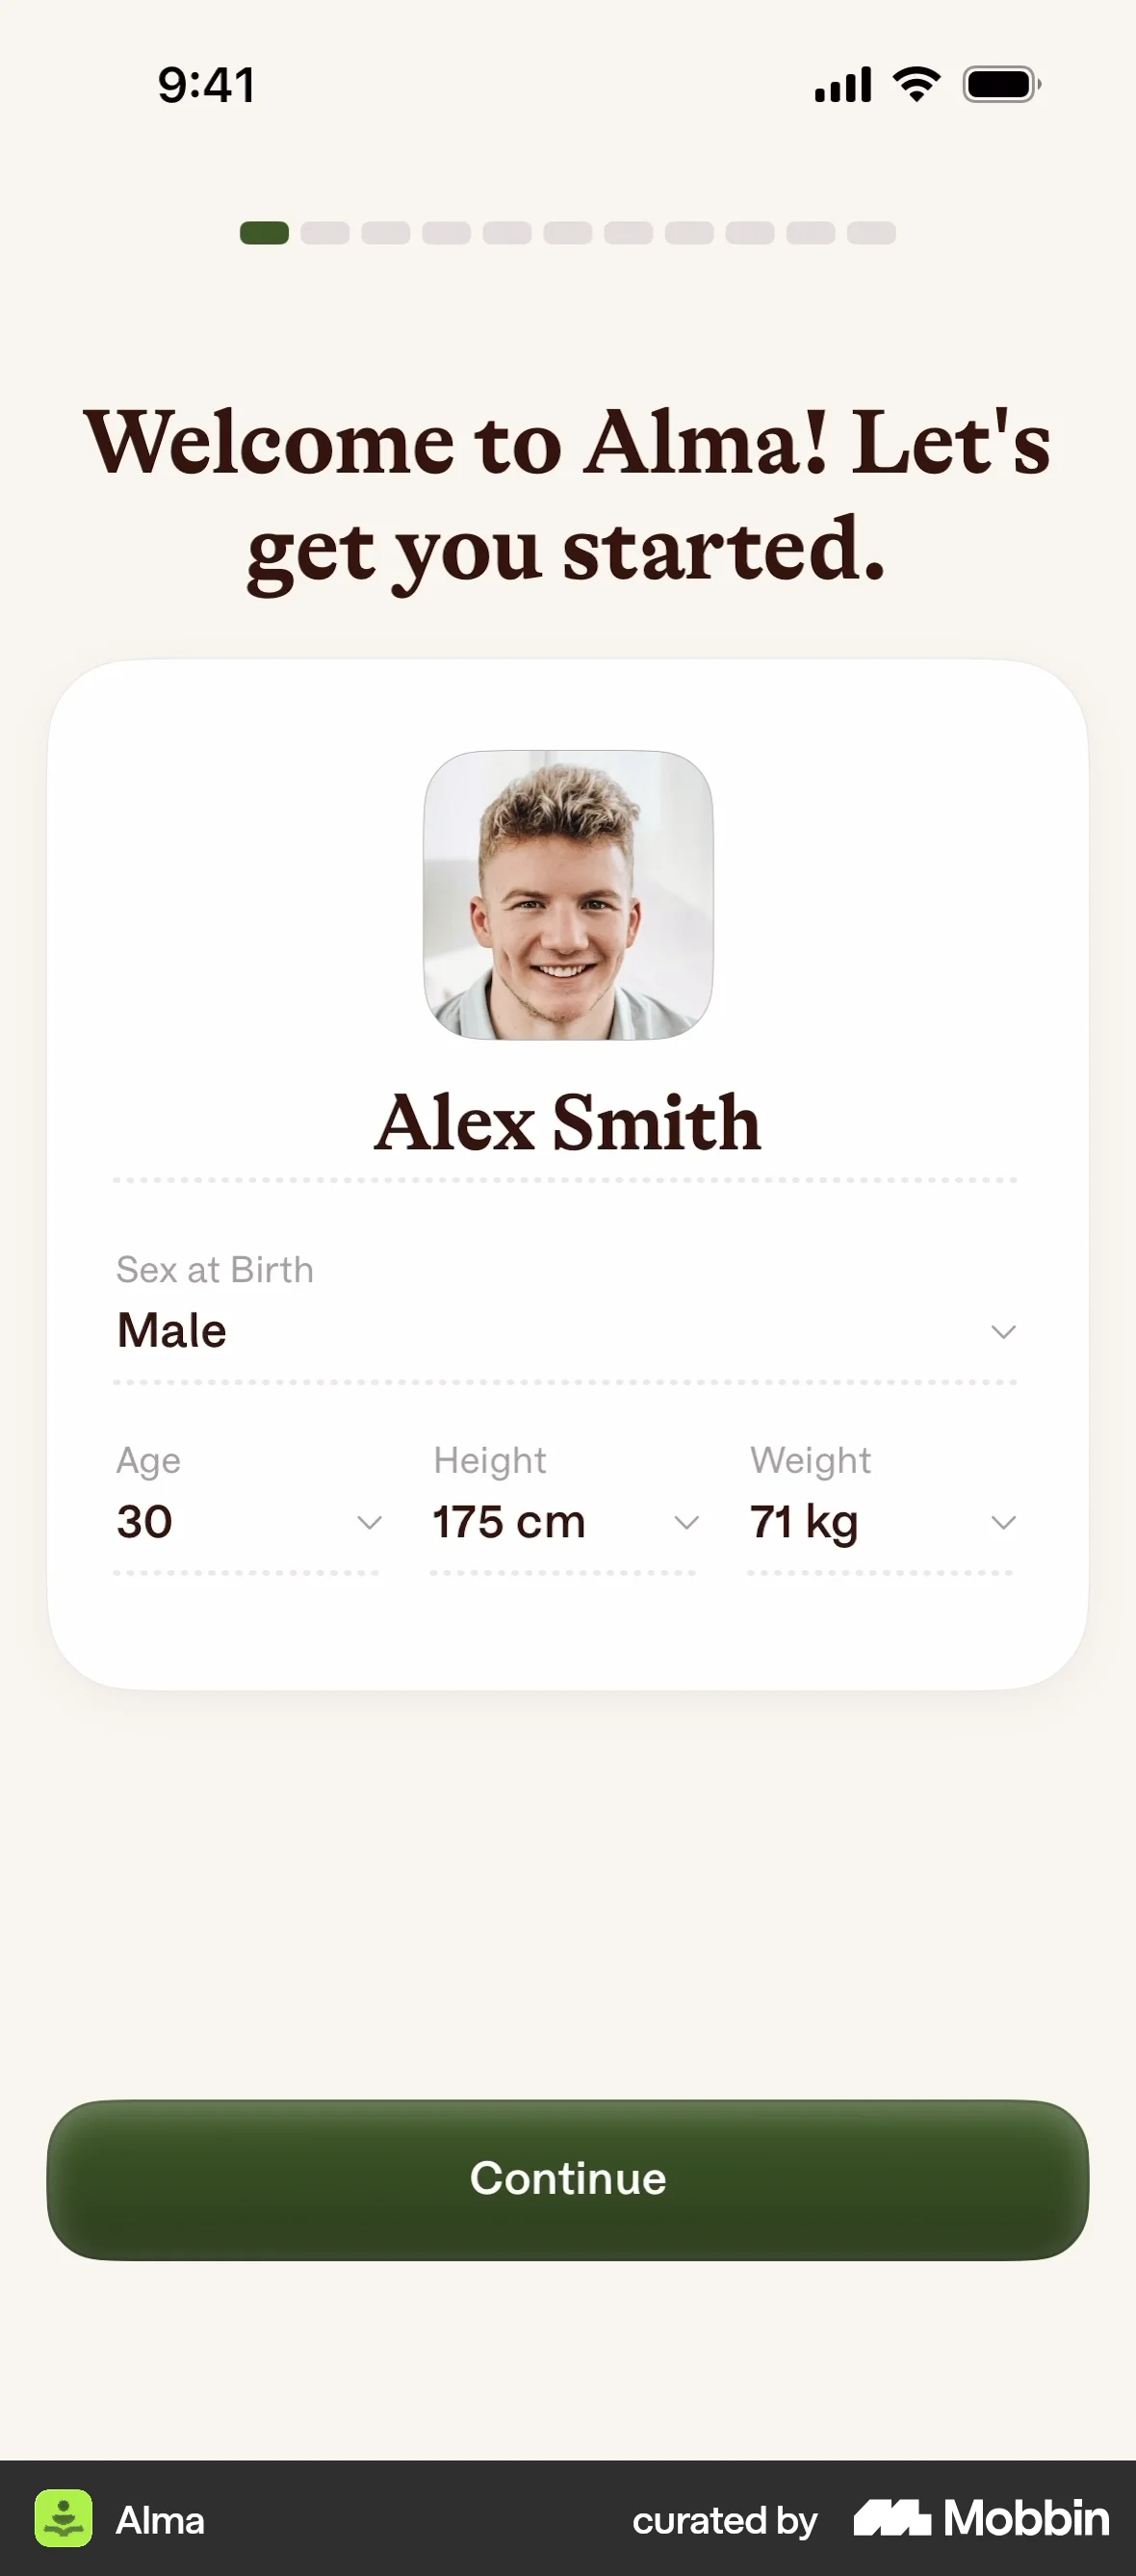 9:41
Welcome to Alma! Let's
get you started.
Alex Smith
Sex at Birth
Male
Age Height Weight
30 175 cm 71 kg
Continue
Alma curated by Mobbin